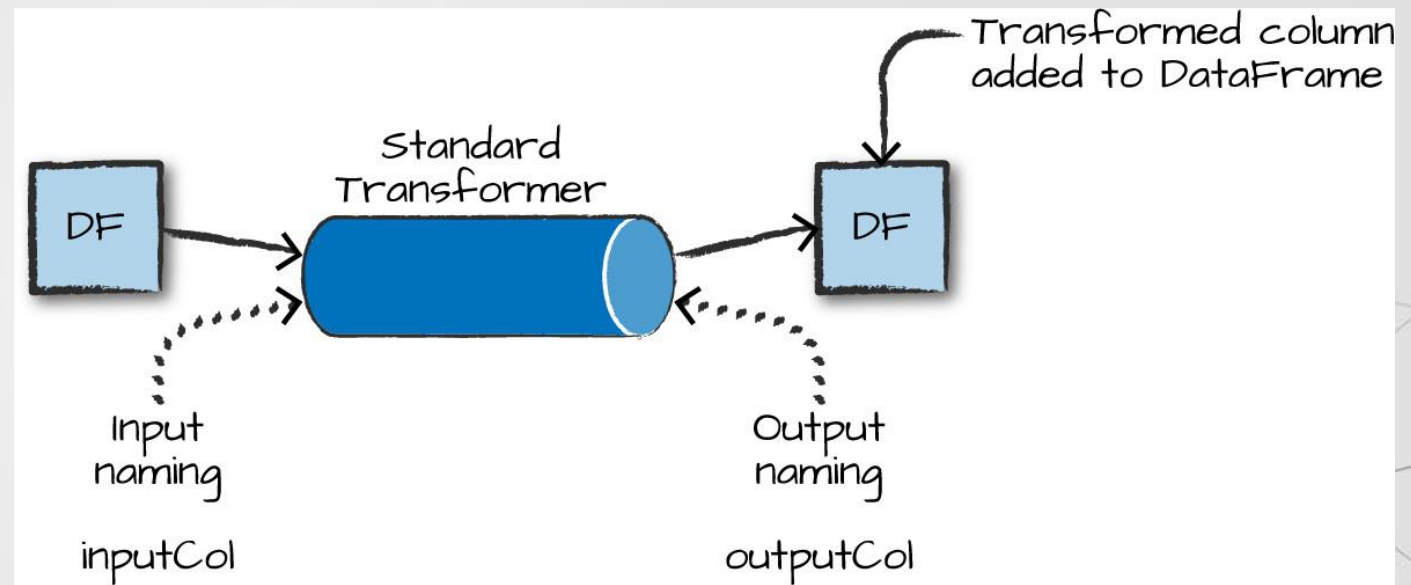 Transformed column
added to DataFrame
Standard
Transformer
DF
DF
Input
naming
Output
naming
inputCol
outputCol